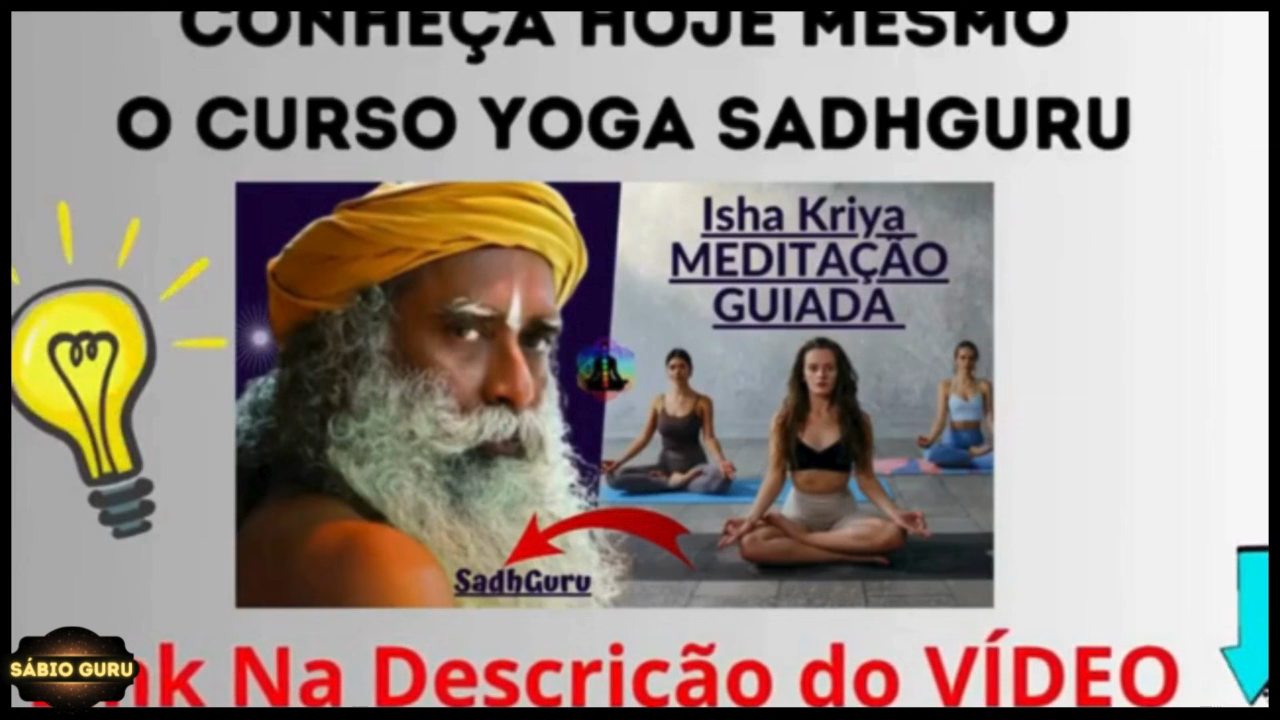 CONHEÇA HOJE MESMO
O CURSO YOGA SADHGURU
Isha Kriya
MEDITAÇÃO
GUIADA
SadhGuru
Na Descrição do VÍDEO
SÁBIO GURU